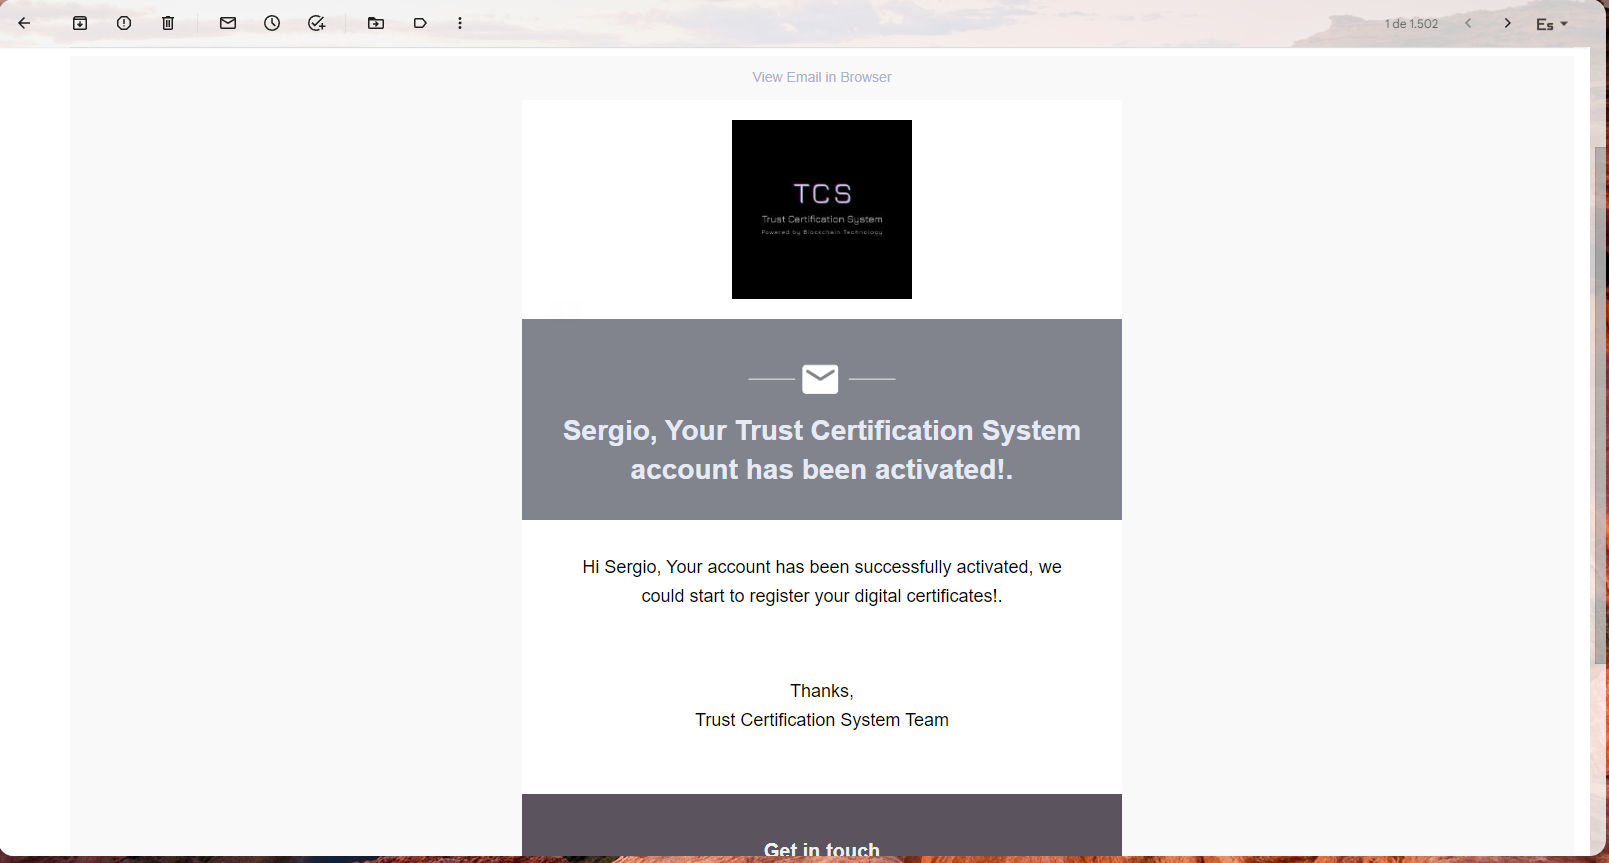 1 de 1.502
Es
View Email in Browser
TCS
Trust Certification System
Powered by Blockchain Technology
Sergio, Your Trust Certification System
account has been activated!.
Hi Sergio, Your account has been successfully activated, we
could start to register your digital certificates!.
Thanks,
Trust Certification System Team
Get in touch